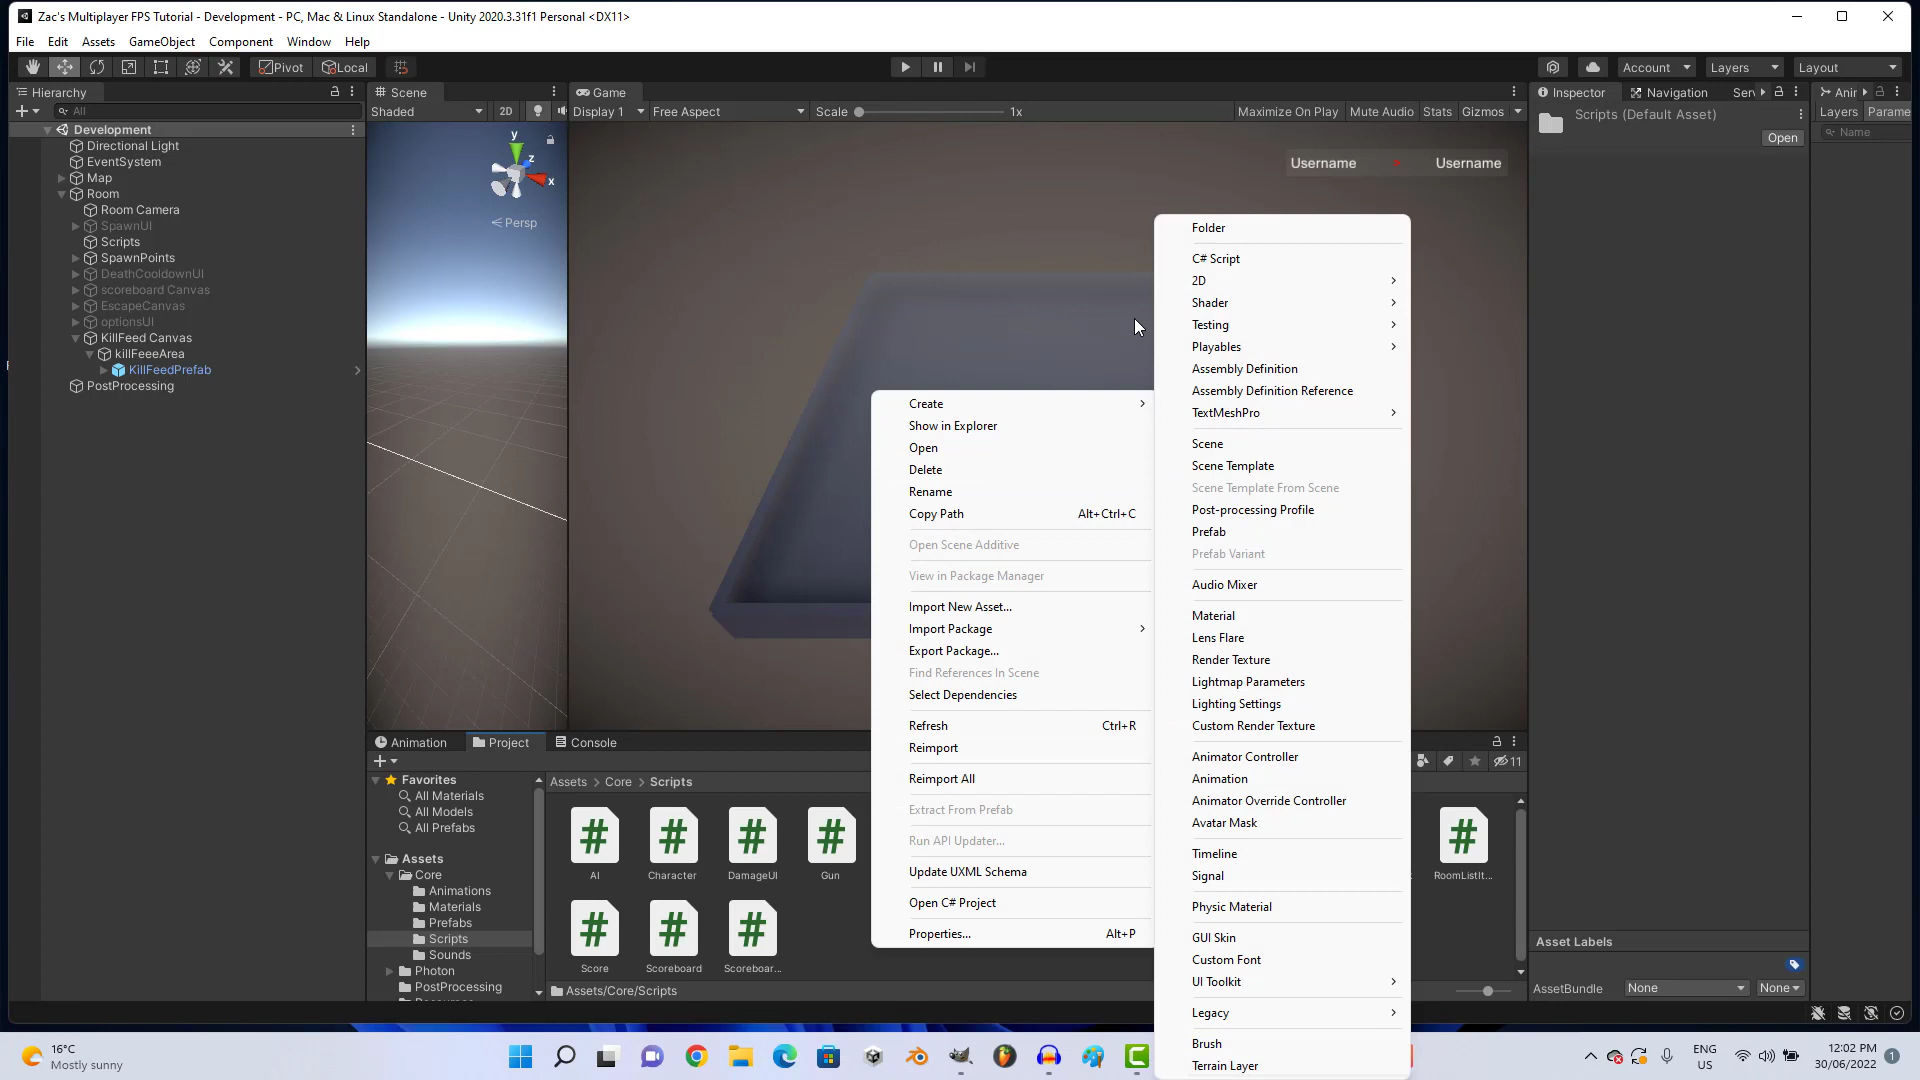 Zac's Multiplayer FPS Tutorial - Development - PC, Mac & Linux Standalone - Unity 2020.3.31f1 Personal <DX11>
File Edit Assets GameObject Component Window Help
Pivot Local Account Layers Layout
Hierarchy
All
Development
Directional Light
EventSystem
Map
Room
Room Camera
SpawnUI
Scripts
SpawnPoints
DeathCooldownUI
scoreboard Canvas
EscapeCanvas
optionsUI
KillFeed Canvas
killFeeeArea
KillFeedPrefab
PostProcessing
Scene
Shaded 2D
y
z
x
Persp
Game
Display 1 Free Aspect Scale 1x Maximize On Play Mute Audio Stats Gizmos
Username Username
Create
Show in Explorer
Open
Delete
Rename
Copy Path Alt+Ctrl+C
Open Scene Additive
View in Package Manager
Import New Asset...
Import Package
Export Package...
Find References In Scene
Select Dependencies
Refresh Ctrl+R
Reimport
Reimport All
Extract From Prefab
Run API Updater...
Update UXML Schema
Open C# Project
Properties... Alt+P
Folder
C# Script
2D
Shader
Testing
Playables
Assembly Definition
Assembly Definition Reference
TextMeshPro
Scene
Scene Template
Scene Template From Scene
Post-processing Profile
Prefab
Prefab Variant
Audio Mixer
Material
Lens Flare
Render Texture
Lightmap Parameters
Lighting Settings
Custom Render Texture
Animator Controller
Animation
Animator Override Controller
Avatar Mask
Timeline
Signal
Physic Material
GUI Skin
Custom Font
UI Toolkit
Legacy
Brush
Terrain Layer
Inspector Navigation Serv
Scripts (Default Asset)
Open
Asset Labels
AssetBundle None None
Layers Parame
Name
Animation Project Console
11
Favorites
All Materials
All Models
All Prefabs
Assets
Core
Animations
Materials
Prefabs
Scripts
Sounds
Photon
PostProcessing
Assets > Core > Scripts
AI Character DamageUI Gun RoomListIt...
Score Scoreboard Scoreboar...
Assets/Core/Scripts
16°C
Mostly sunny
ENG
US
12:02 PM
30/06/2022
1